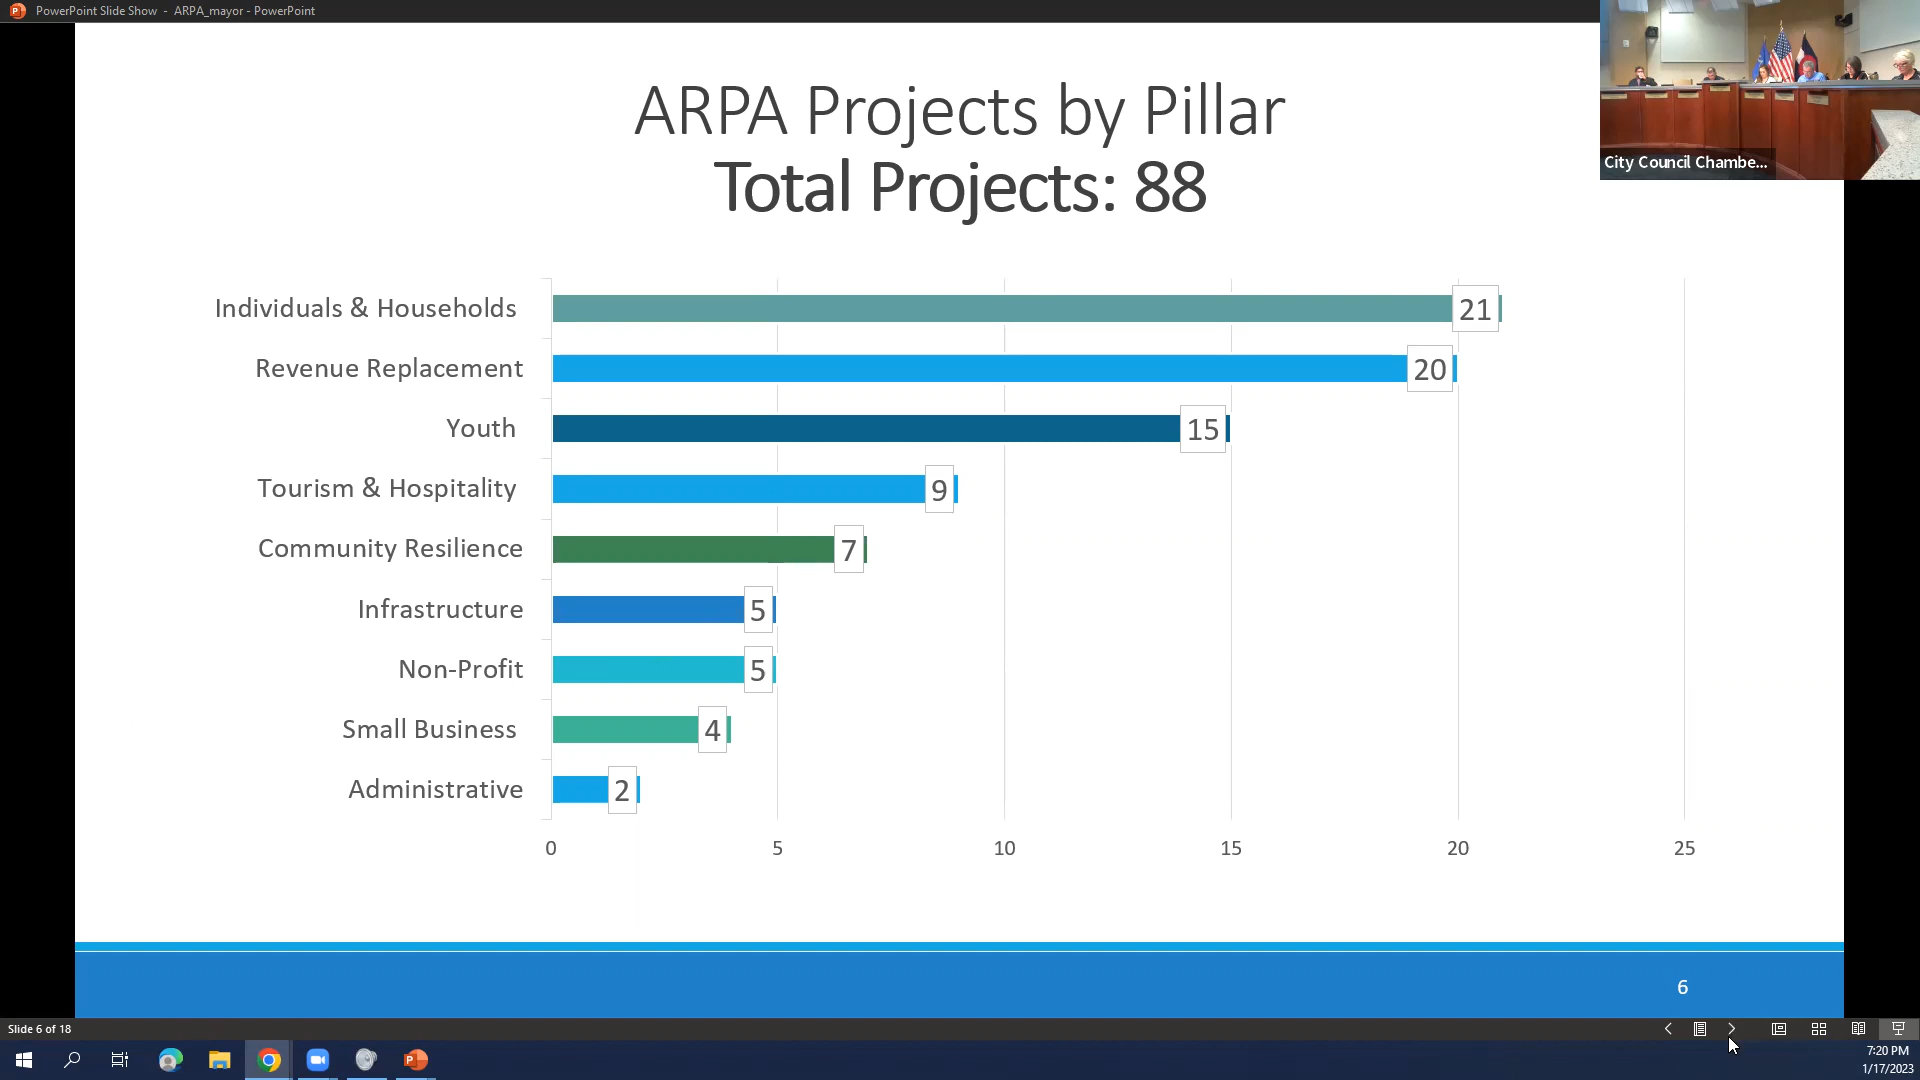 PowerPoint Slide Show - ARPA_mayor - PowerPoint
ARPA Projects by Pillar
Total Projects: 88
City Council Chambe...
Individuals & Households 21
Revenue Replacement 20
Youth 15
Tourism & Hospitality 9
Community Resilience 7
Infrastructure 5
Non-Profit 5
Small Business 4
Administrative 2
0 5 10 15 20 25
6
Slide 6 of 18
7:20 PM
1/17/2023